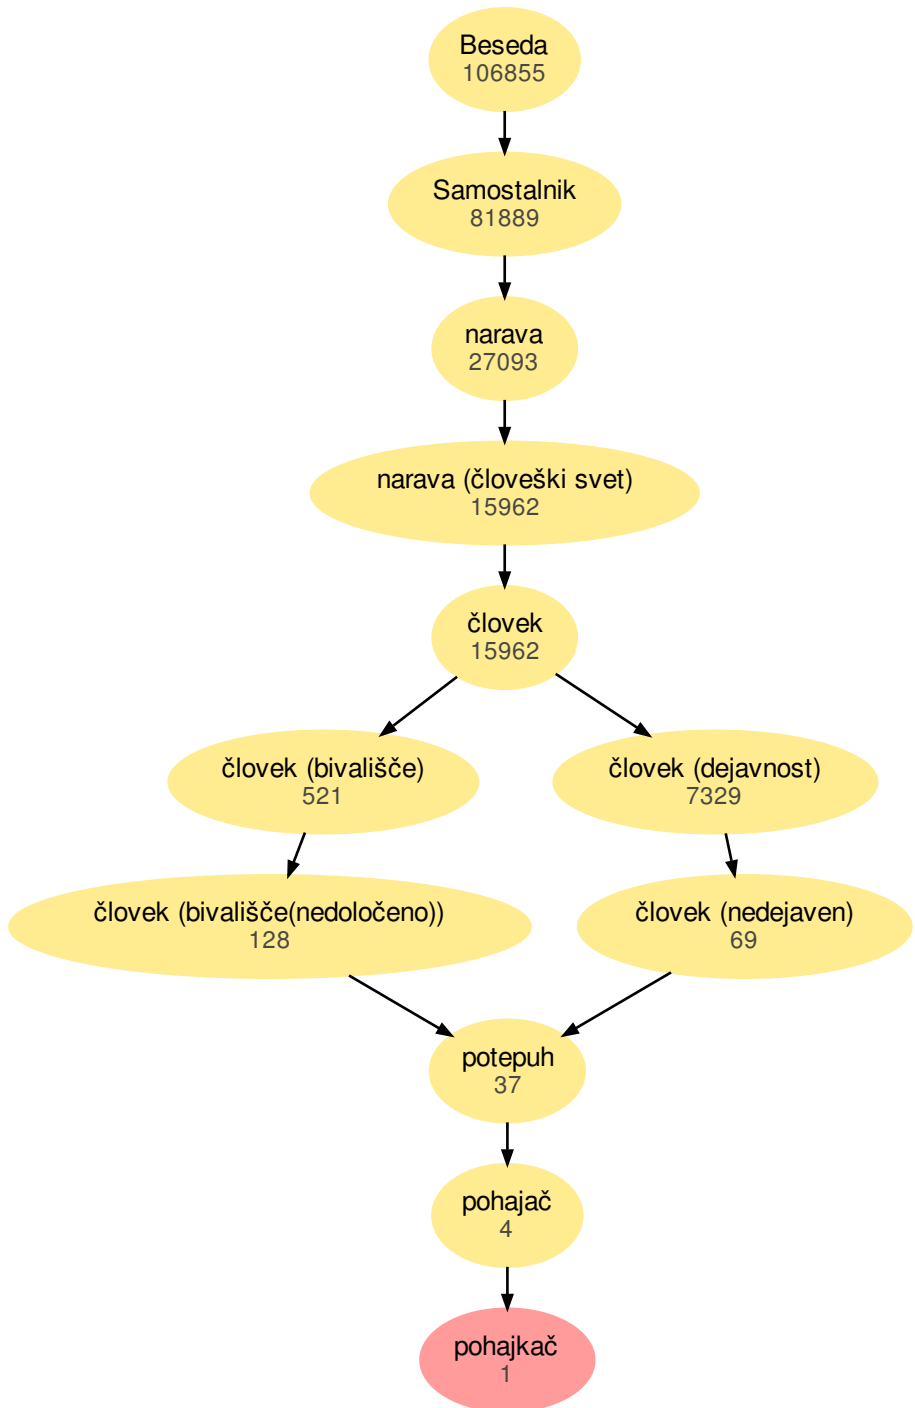 Beseda
106855
Samostalnik
81889
narava
27093
narava (človeški svet)
15962
človek
15962
človek (bivališče)
521
človek (dejavnost)
7329
človek (bivališče(nedoločeno))
128
človek (nedejaven)
69
potepuh
37
pohajač
4
pohajkač
1